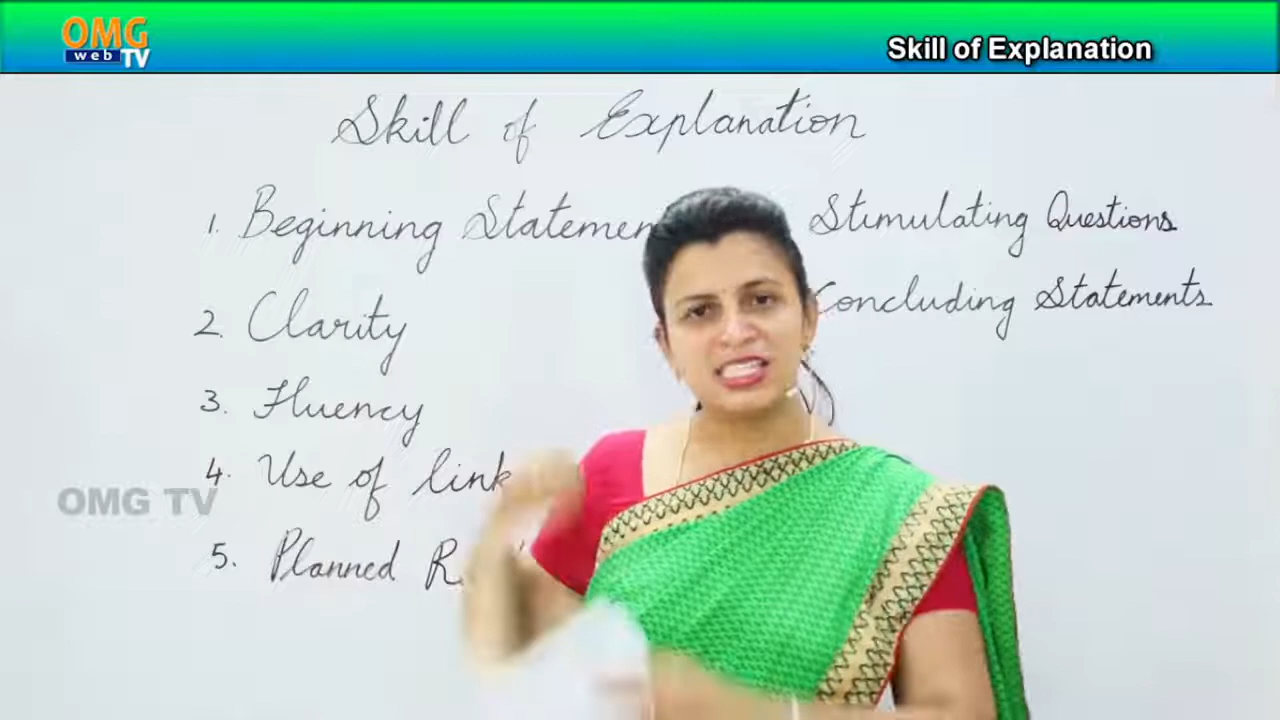 OMG
web TV
Skill of Explanation
Skill of Explanation
1. Beginning Statemen
2. Clarity
3. Fluency
4. Use of link
5. Planned
Stimulating Questions
Concluding Statements
OMG TV